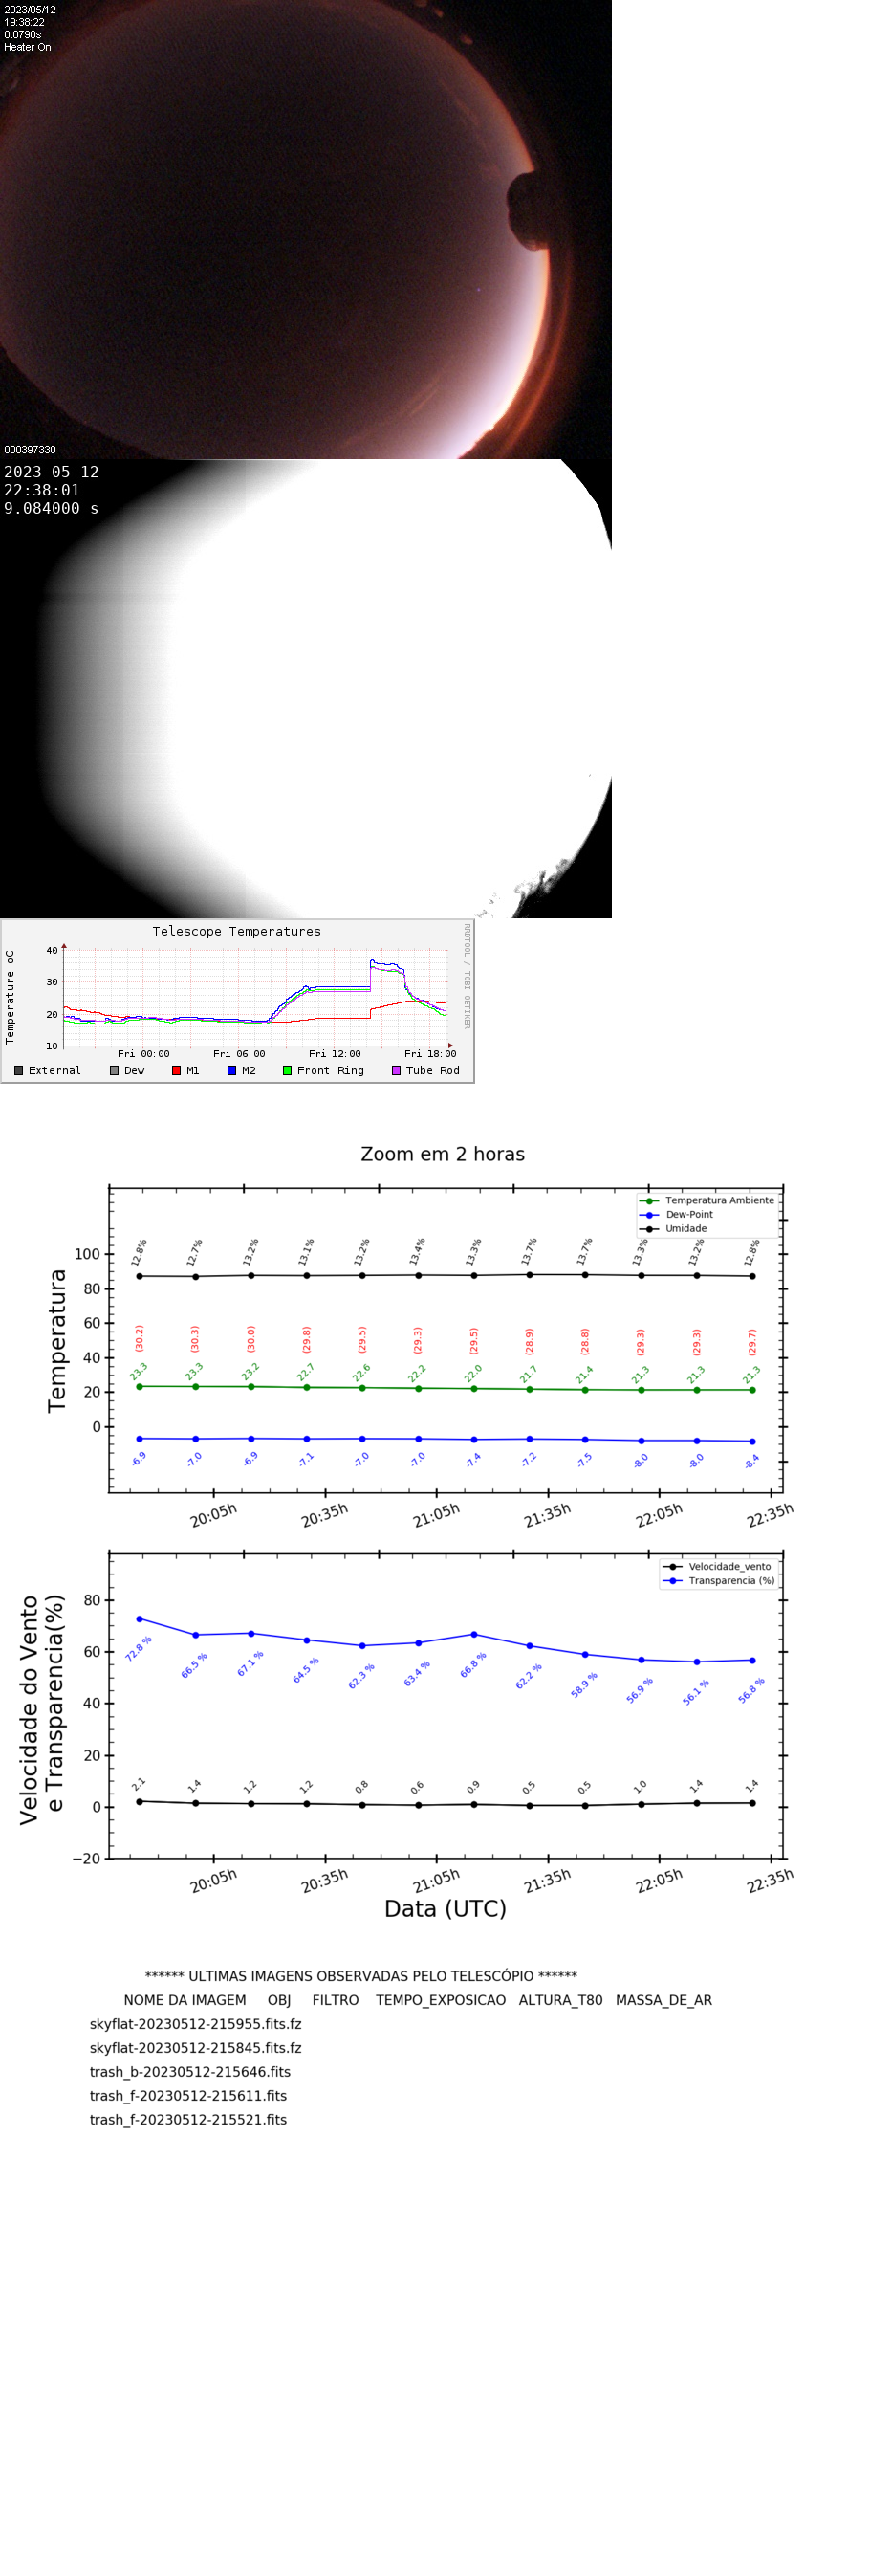 2023/05/12
19:38:22
0.0790s
Heater On
000397330
2023-05-12
22:38:01
9.084000 s
Telescope Temperatures
RRDTOOL / TOBI OETIKER
Temperature oC
40
30
20
10
Fri 00:00 Fri 06:00 Fri 12:00 Fri 18:00
External Dew M1 M2 Front Ring Tube Rod
Zoom em 2 horas
Temperatura Ambiente
Dew-Point
Umidade
Temperatura
100
80
60
40
20
0
12.8% 12.7% 13.2% 13.1% 13.2% 13.4% 13.3% 13.7% 13.7% 13.3% 13.2% 12.8%
(30.2) (30.3) (30.0) (29.8) (29.5) (29.3) (29.5) (28.9) (28.8) (29.3) (29.3) (29.7)
23.3 23.3 23.2 22.7 22.6 22.2 22.0 21.7 21.4 21.3 21.3 21.3
-6.9 -7.0 -6.9 -7.1 -7.0 -7.0 -7.4 -7.2 -7.5 -8.0 -8.0 -8.4
20:05h 20:35h 21:05h 21:35h 22:05h 22:35h
Velocidade_vento
Transparencia (%)
Velocidade do Vento
e Transparencia(%)
80
60
40
20
0
−20
72.8 % 66.5 % 67.1 % 64.5 % 62.3 % 63.4 % 66.8 % 62.2 % 58.9 % 56.9 % 56.1 % 56.8 %
2.1 1.4 1.2 1.2 0.8 0.6 0.9 0.5 0.5 1.0 1.4 1.4
20:05h 20:35h 21:05h 21:35h 22:05h 22:35h
Data (UTC)
****** ULTIMAS IMAGENS OBSERVADAS PELO TELESCÓPIO ******
NOME DA IMAGEM OBJ FILTRO TEMPO_EXPOSICAO ALTURA_T80 MASSA_DE_AR
skyflat-20230512-215955.fits.fz
skyflat-20230512-215845.fits.fz
trash_b-20230512-215646.fits
trash_f-20230512-215611.fits
trash_f-20230512-215521.fits